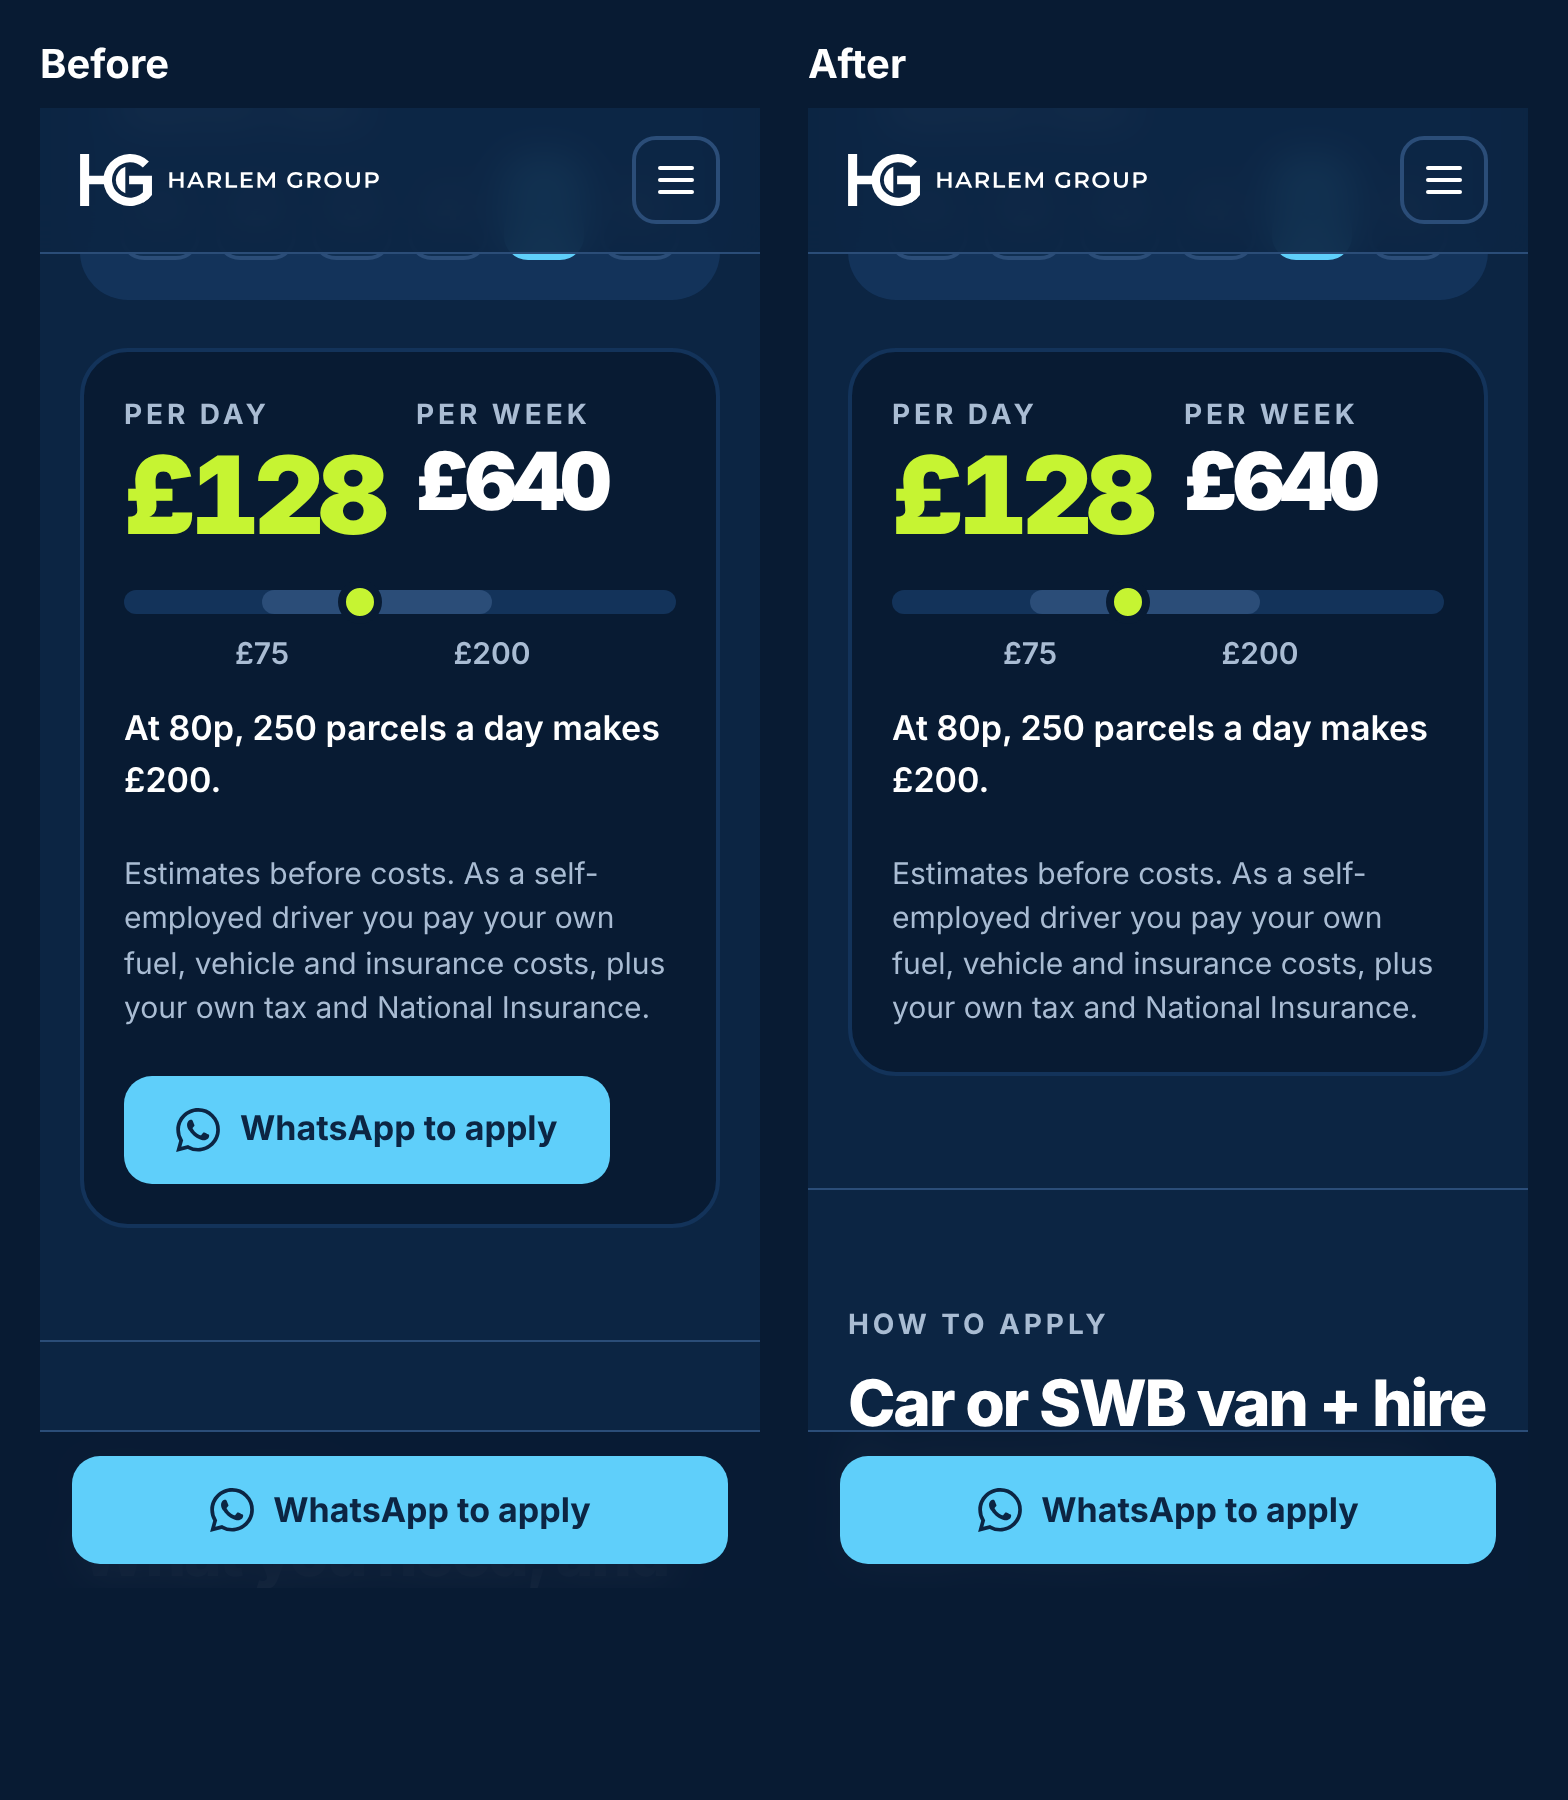 Before
HG HARLEM GROUP
PER DAY PER WEEK
£128 £640
£75 £200
At 80p, 250 parcels a day makes
£200.
Estimates before costs. As a self-
employed driver you pay your own
fuel, vehicle and insurance costs, plus
your own tax and National Insurance.
WhatsApp to apply
WhatsApp to apply
After
HG HARLEM GROUP
PER DAY PER WEEK
£128 £640
£75 £200
At 80p, 250 parcels a day makes
£200.
Estimates before costs. As a self-
employed driver you pay your own
fuel, vehicle and insurance costs, plus
your own tax and National Insurance.
HOW TO APPLY
Car or SWB van + hire
WhatsApp to apply